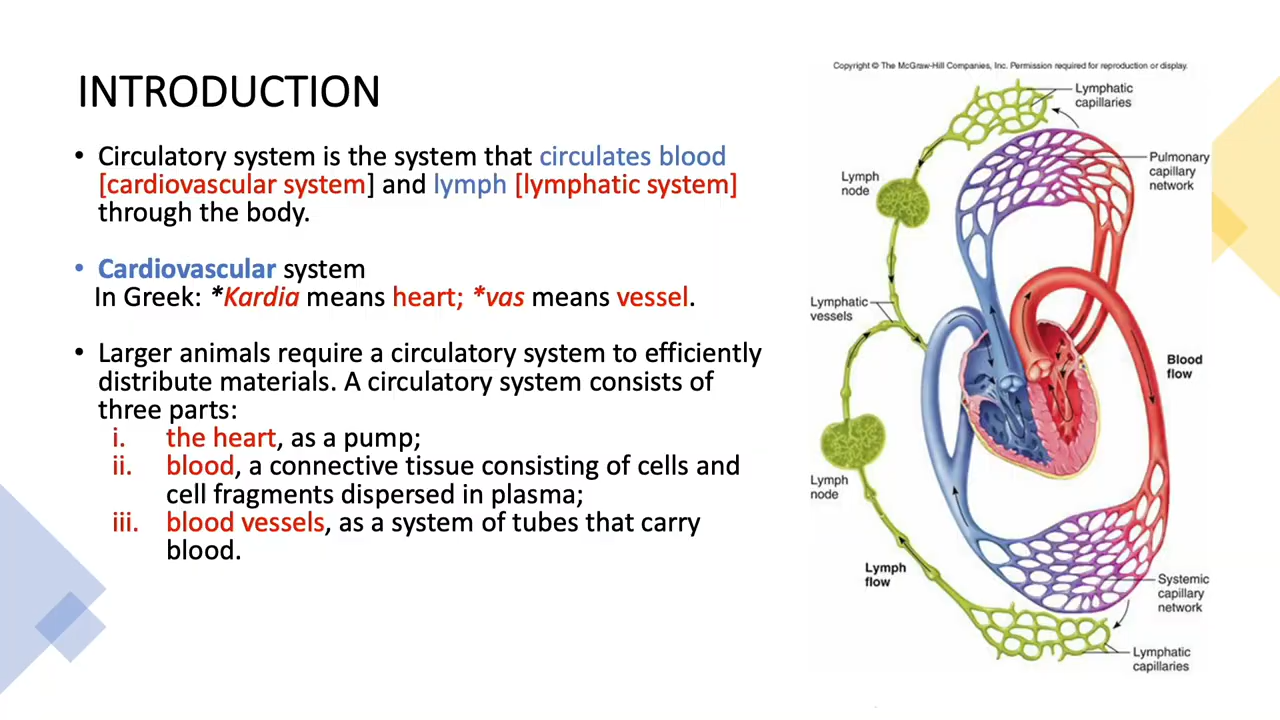 INTRODUCTION
• Circulatory system is the system that circulates blood
[cardiovascular system] and lymph [lymphatic system]
through the body.
• Cardiovascular system
In Greek: *Kardia means heart; *vas means vessel.
• Larger animals require a circulatory system to efficiently
distribute materials. A circulatory system consists of
three parts:
i. the heart, as a pump;
ii. blood, a connective tissue consisting of cells and
cell fragments dispersed in plasma;
iii. blood vessels, as a system of tubes that carry
blood.
Copyright © The McGraw-Hill Companies, Inc. Permission required for reproduction or display.
Lymphatic
capillaries
Pulmonary
capillary
network
Lymph
node
Lymphatic
vessels
Blood
flow
Lymph
node
Lymph
flow
Systemic
capillary
network
Lymphatic
capillaries